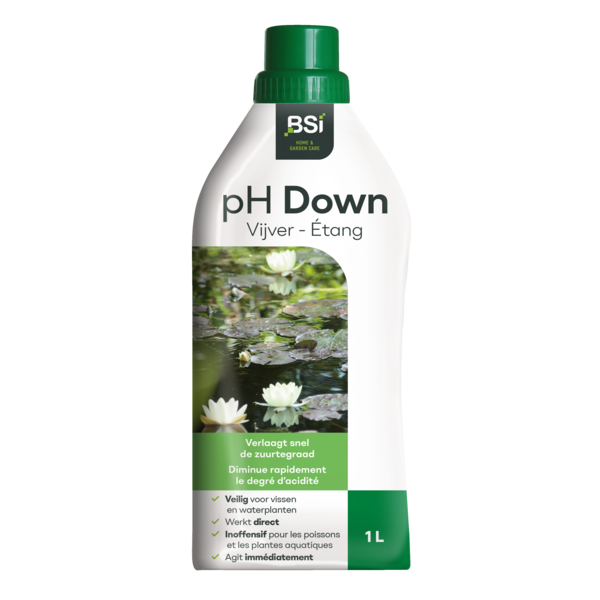 BSi
HOME &
GARDEN CARE
pH Down
Vijver - Étang
Verlaagt snel
de zuurtegraad
Diminue rapidement
le degré d'acidité
Veilig voor vissen
en waterplanten
Werkt direct
Inoffensif pour les poissons
et les plantes aquatiques
Agit immédiatement
1 L